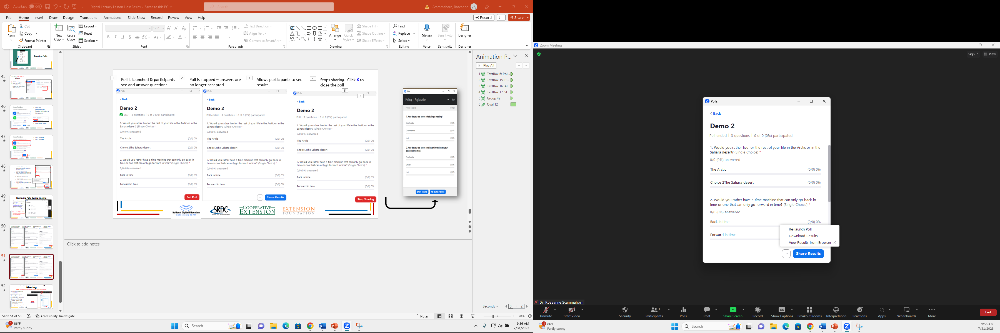 AutoSave Off Digital Literacy Lesson Host Basics • Saved to this PC Search Scammahorn, Roseanne
File Home Insert Draw Design Transitions Animations Slide Show Record Review View Help Record Share
Paste Cut Copy Format Painter Clipboard
New Slide Reuse Slides Layout Reset Section Slides
19.2 Font
Text Direction Align Text Convert to SmartArt Paragraph
Arrange Quick Styles Shape Fill Shape Outline Shape Effects Drawing
Find Replace Select Editing
Dictate Voice
Sensitivity Sensitivity
Designer Designer
Creating Polls
45
46
47
48
49 Retrieving Polls During Meeting
50
51
52
1 Poll is launched & participants see and answer questions
2 Poll is stopped – answers are no longer accepted
3 Allows participants to see results
4 Stops sharing. Click X to close the poll
5
6
Polls
Back
Demo 2
0:27 | 3 questions | 0 of 0 (0%) participated
1. Would you rather live for the rest of your life in the Arctic or in the
Sahara desert? (Single Choice) *
0/0 (0%) answered
The Arctic (0/0) 0%
Choice 2The Sahara desert (0/0) 0%
2. Would you rather have a time machine that can only go back in
time or one that can only go forward in time? (Single Choice) *
0/0 (0%) answered
Back in time (0/0) 0%
Forward in time (0/0) 0%
End Poll
Polls
Back
Demo 2
Poll ended | 3 questions | 0 of 0 (0%) participated
1. Would you rather live for the rest of your life in the Arctic or in the
Sahara desert? (Single Choice) *
0/0 (0%) answered
The Arctic (0/0) 0%
Choice 2The Sahara desert (0/0) 0%
2. Would you rather have a time machine that can only go back in
time or one that can only go forward in time? (Single Choice) *
0/0 (0%) answered
Back in time (0/0) 0%
Forward in time (0/0) 0%
... Share Results
Polls
Back
Demo 2
Poll | 3 questions | 0 of 0 (0%) participated
1. Would you rather live for the rest of your life in the Arctic or in the
Sahara desert? (Single Choice) *
0/0 (0%) answered
The Arctic (0/0) 0%
Choice 2The Sahara desert (0/0) 0%
2. Would you rather have a time machine that can only go back in
time or one that can only go forward in time? (Single Choice) *
0/0 (0%) answered
Back in time (0/0) 0%
Forward in time (0/0) 0%
Stop Sharing
National Digital Education
EXTENSION TEAM
SRDC
COOPERATIVE
EXTENSION
EXTENSION
FOUNDATION
Polls
Polling 1: Registration Edit
Polling is closed
1. How do you feel about scheduling a meeting?
Comfortable (0) 0%
Overwhelmed (0) 0%
Lost (0) 0%
2. How do you feel about sending an invitation to your
scheduled meeting?
Comfortable (0) 0%
Uneasy (0) 0%
Lost (0) 0%
Share Results Re-launch Polling
Animation P...
Play All
1 TextBox 6: Pol...
2 TextBox 15: P...
3 TextBox 16: Al...
4 TextBox 17: St...
5 Group 42
6 Oval 12
Seconds 0 2
Click to add notes
Slide 51 of 53 Accessibility: Investigate Notes 70%
1 86°F
Partly sunny
Search
9:56 AM
7/31/2023
Zoom Meeting
Sign in View
Polls
Back
Demo 2
Poll ended | 3 questions | 0 of 0 (0%) participated
1. Would you rather live for the rest of your life in the Arctic or in the
Sahara desert? (Single Choice) *
0/0 (0%) answered
The Arctic (0/0) 0%
Choice 2The Sahara desert (0/0) 0%
2. Would you rather have a time machine that can only go back in
time or one that can only go forward in time? (Single Choice) *
0/0 (0%) answered
Back in time (0/0) 0%
Forward in time
Re-launch Poll
Download Results
View Results from Browser
... Share Results
Dr. Roseanne Scammahorn
Unmute Start Video Security Participants 1 Polls Chat Share Screen Record Show Captions Breakout Rooms Interpretation Reactions Apps Whiteboards More End
1 86°F
Partly sunny
Search
9:56 AM
7/31/2023